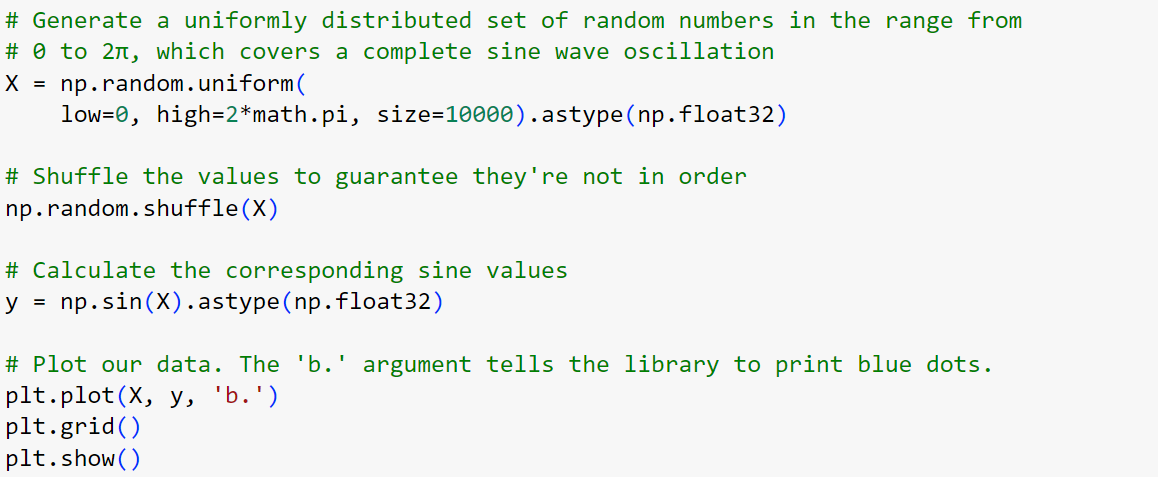 # Generate a uniformly distributed set of random numbers in the range from
# 0 to 2π, which covers a complete sine wave oscillation
X = np.random.uniform(
    low=0, high=2*math.pi, size=10000).astype(np.float32)

# Shuffle the values to guarantee they're not in order
np.random.shuffle(X)

# Calculate the corresponding sine values
y = np.sin(X).astype(np.float32)

# Plot our data. The 'b.' argument tells the library to print blue dots.
plt.plot(X, y, 'b.')
plt.grid()
plt.show()